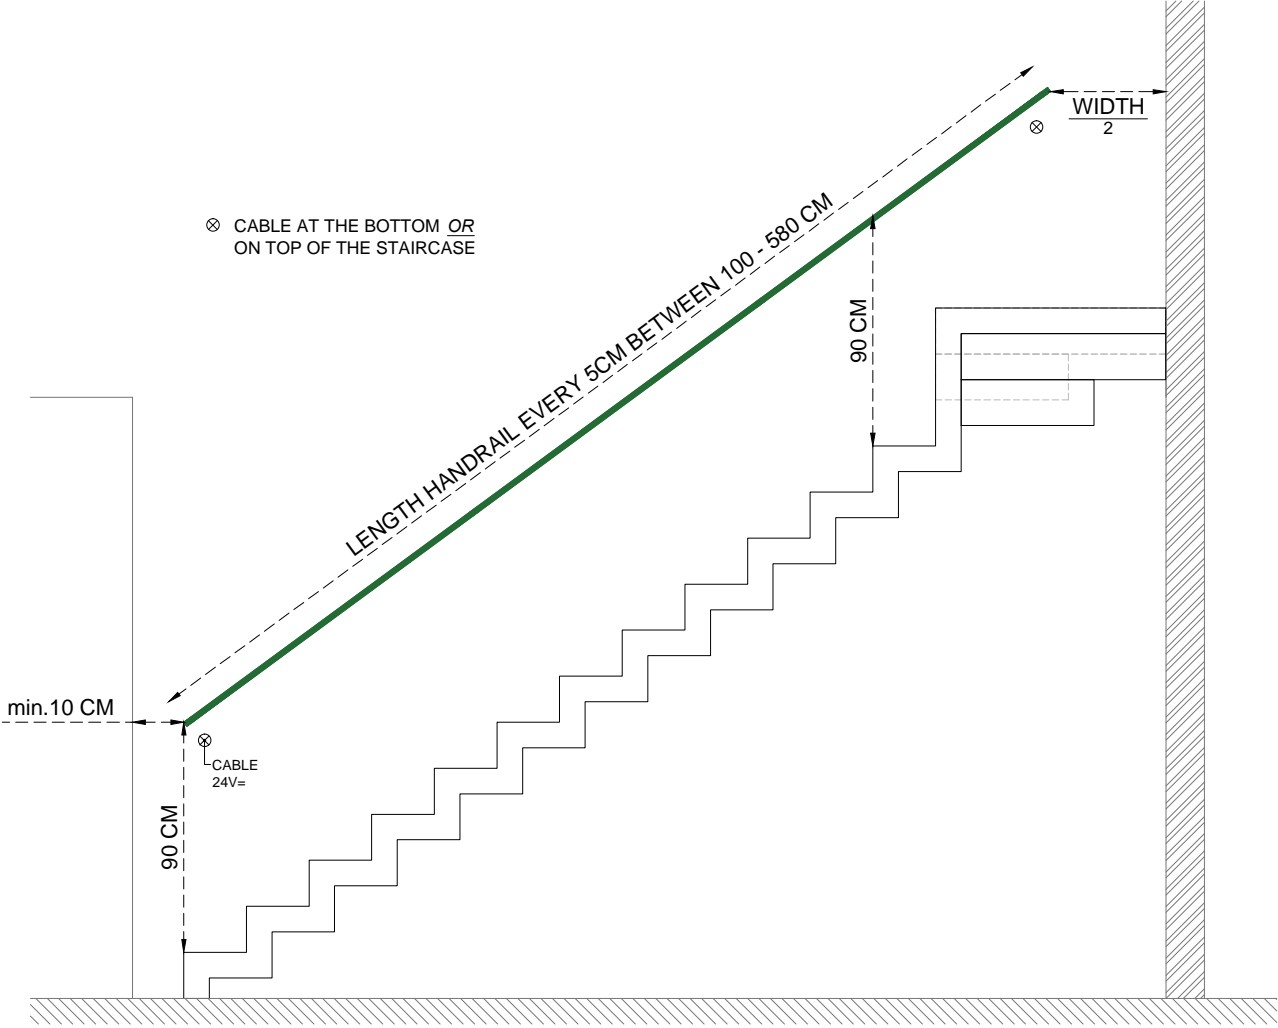 WIDTH
2
CABLE AT THE BOTTOM OR
ON TOP OF THE STAIRCASE
LENGTH HANDRAIL EVERY 5CM BETWEEN 100 - 580 CM
90 CM
min.10 CM
CABLE
24V=
90 CM